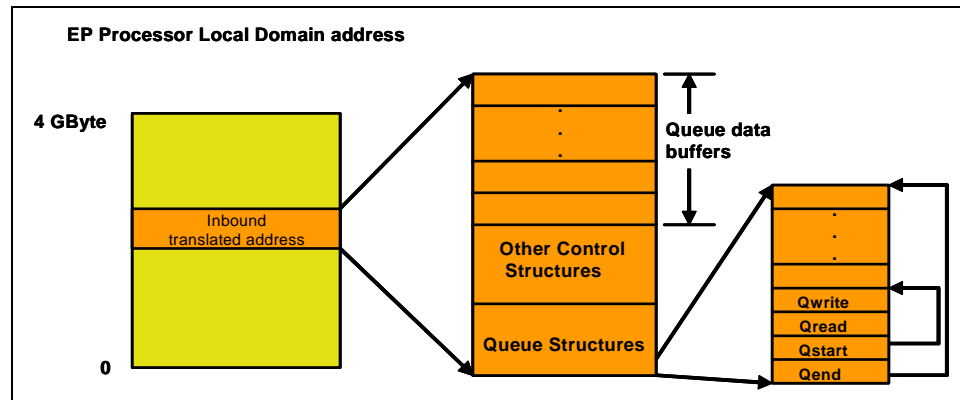 EP Processor Local Domain address
4 GByte
Inbound
translated address
0
.
.
.
Queue data
buffers
Other Control
Structures
Queue Structures
.
.
.
Qwrite
Qread
Qstart
Qend